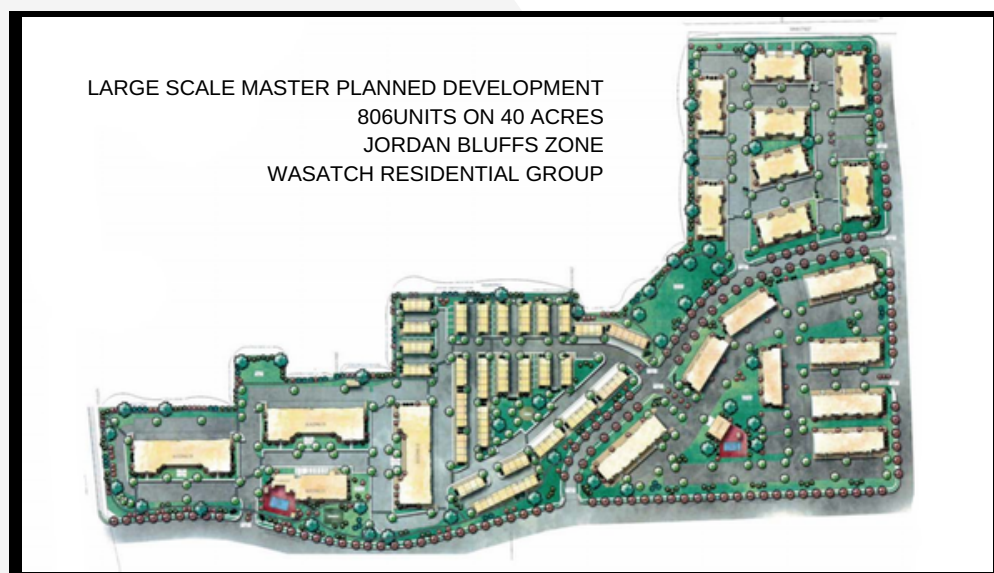 LARGE SCALE MASTER PLANNED DEVELOPMENT
806UNITS ON 40 ACRES
JORDAN BLUFFS ZONE
WASATCH RESIDENTIAL GROUP